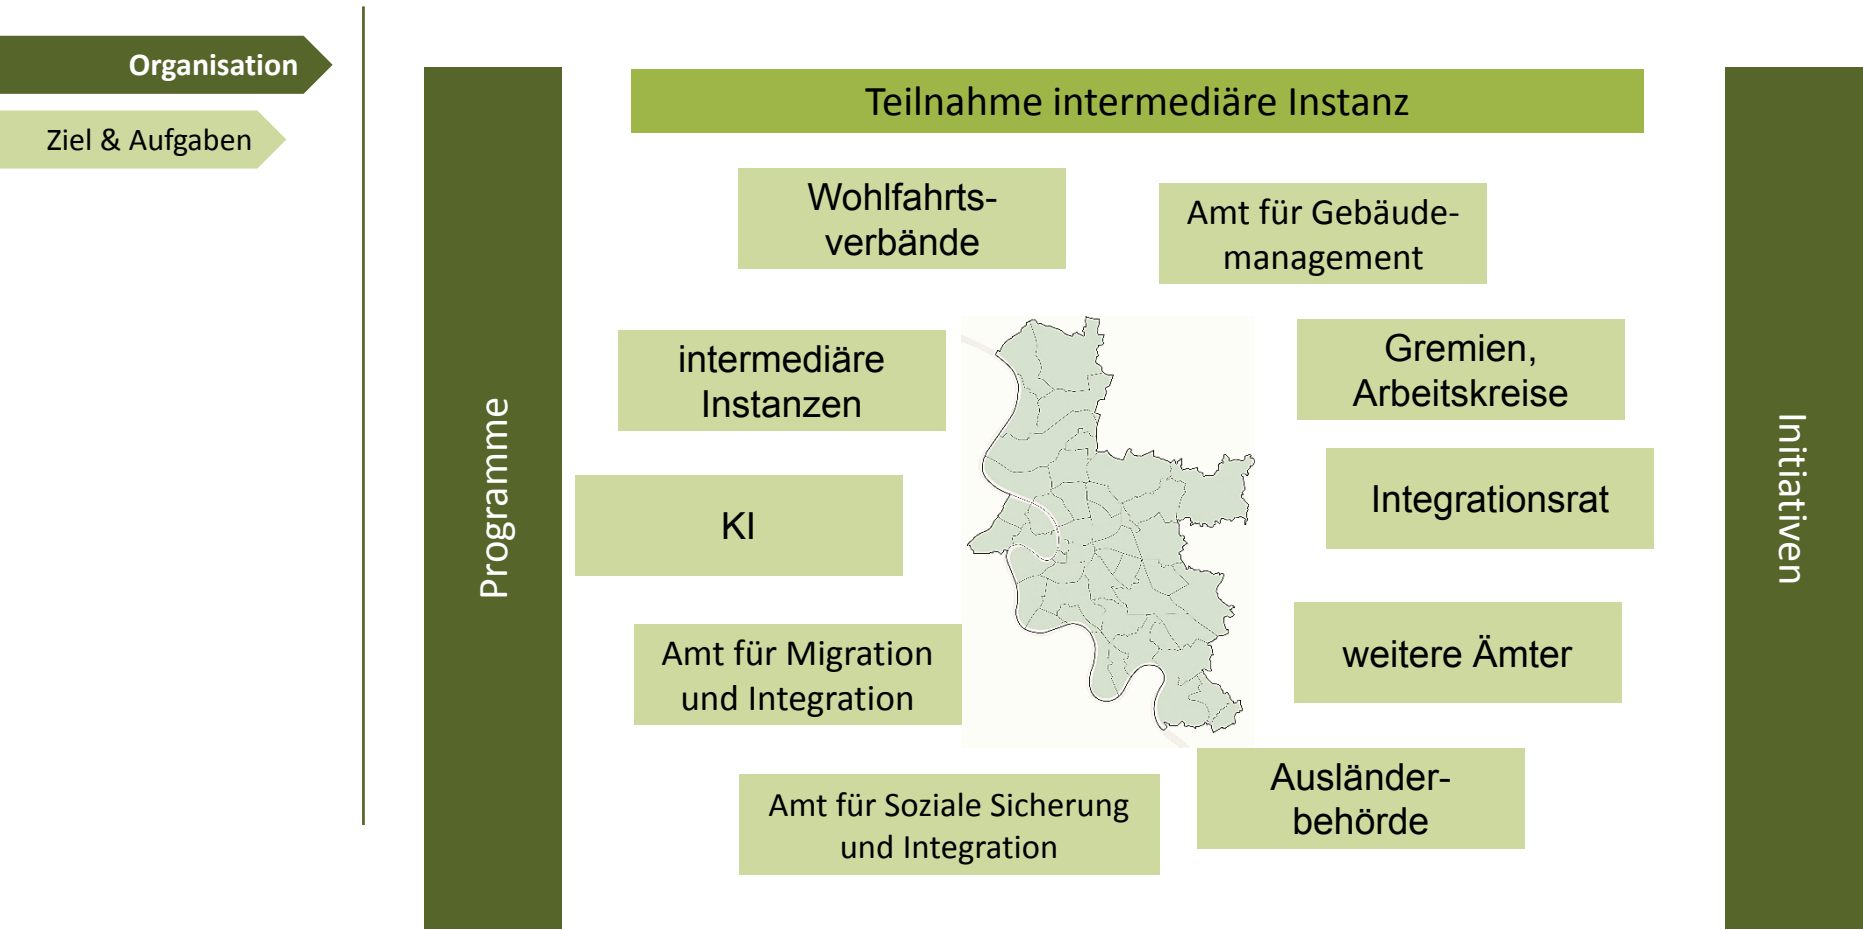 Organisation
Ziel & Aufgaben
Programme
Teilnahme intermediäre Instanz
Wohlfahrts-
verbände
Amt für Gebäude-
management
intermediäre
Instanzen
Gremien,
Arbeitskreise
KI
Integrationsrat
Amt für Migration
und Integration
weitere Ämter
Amt für Soziale Sicherung
und Integration
Ausländer-
behörde
Initiativen